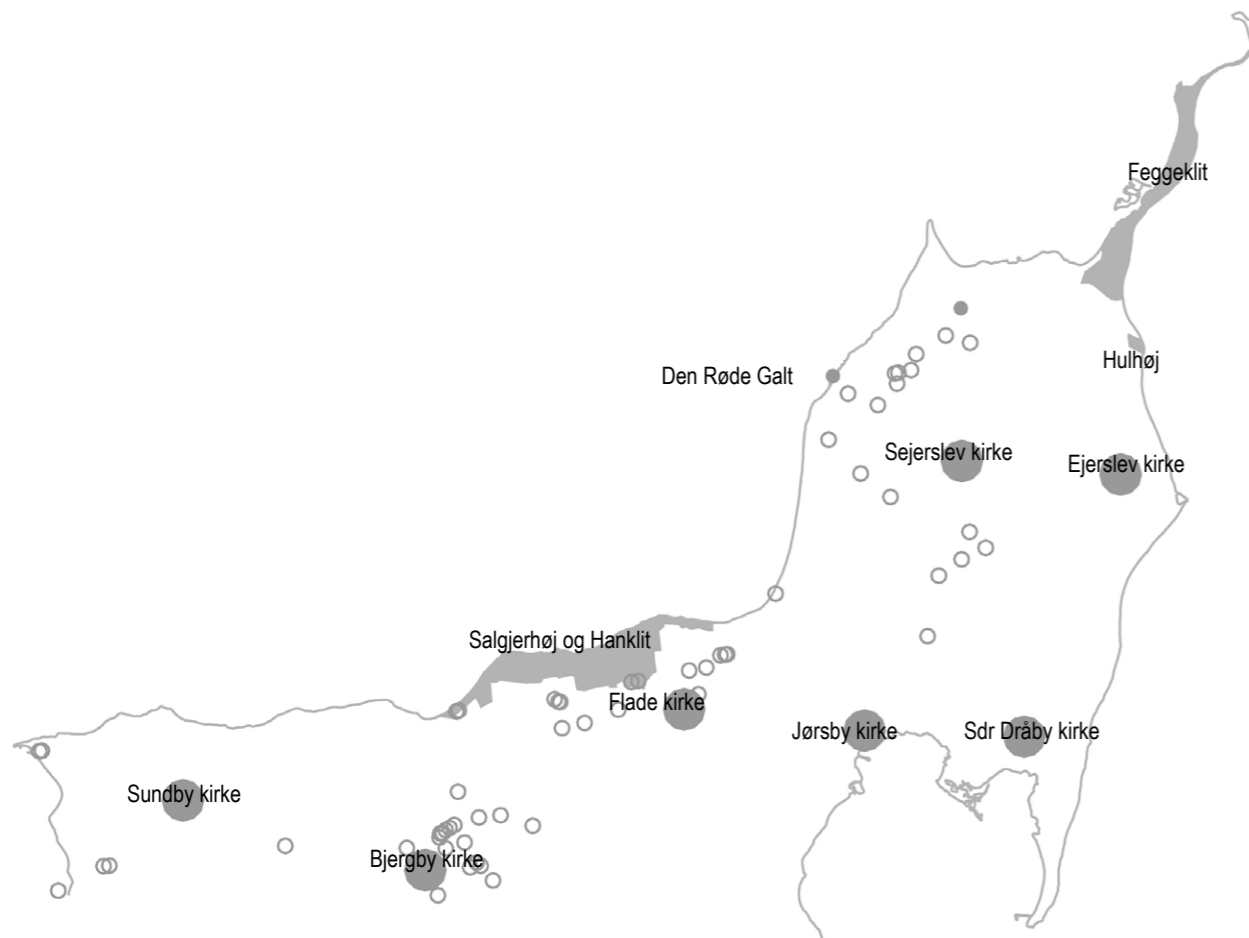 Feggeklit
Hulhøj
Den Røde Galt
Sejerslev kirke
Ejerslev kirke
Salgjerhøj og Hanklit
Flade kirke
Jørsby kirke
Sdr Dråby kirke
Sundby kirke
Bjergby kirke